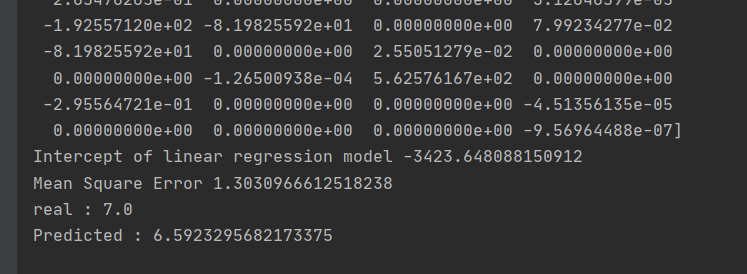 -1.92557120e+02 -8.19825592e+01 0.00000000e+00 7.99234277e-02
-8.19825592e+01 0.00000000e+00 2.55051279e-02 0.00000000e+00
0.00000000e+00 -1.26500938e-04 5.62576167e+02 0.00000000e+00
-2.95564721e-01 0.00000000e+00 0.00000000e+00 -4.51356135e-05
0.00000000e+00 0.00000000e+00 0.00000000e+00 -9.56964488e-07]
Intercept of linear regression model -3423.648088150912
Mean Square Error 1.3030966612518238
real : 7.0
Predicted : 6.5923295682173375